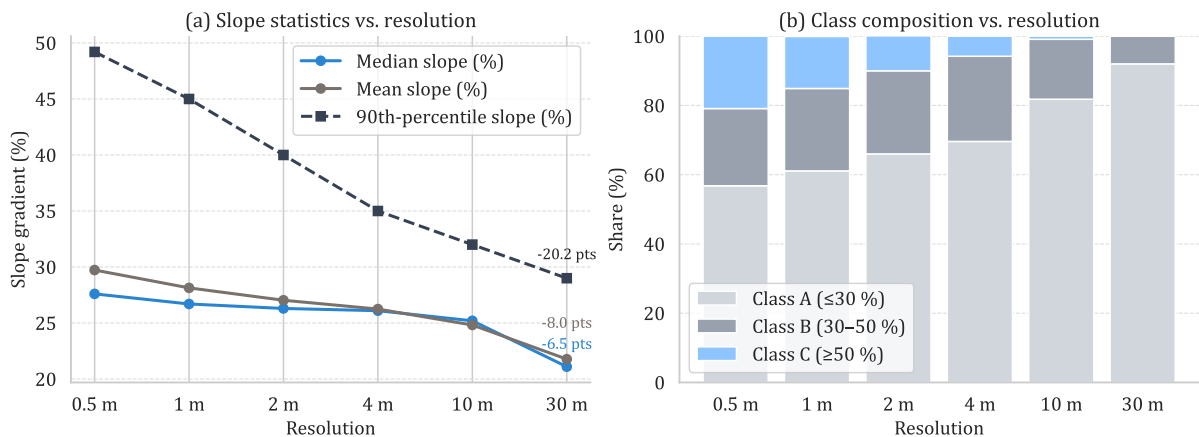 (a) Slope statistics vs. resolution
50
45
40
35
30
25
20
Slope gradient (%)
Median slope (%)
Mean slope (%)
90th-percentile slope (%)
-20.2 pts
-8.0 pts
-6.5 pts
0.5 m 1 m 2 m 4 m 10 m 30 m
Resolution
(b) Class composition vs. resolution
100
80
60
40
20
0
Share (%)
Class A (≤30 %)
Class B (30–50 %)
Class C (≥50 %)
0.5 m 1 m 2 m 4 m 10 m 30 m
Resolution